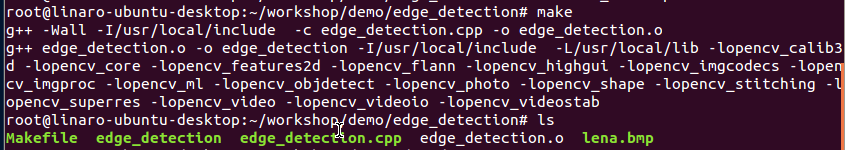 root@linaro-ubuntu-desktop:~/workshop/demo/edge_detection# make
g++ -Wall -I/usr/local/include  -c edge_detection.cpp -o edge_detection.o
g++ edge_detection.o -o edge_detection -I/usr/local/include  -L/usr/local/lib -lopencv_calib3
d -lopencv_core -lopencv_features2d -lopencv_flann -lopencv_highgui -lopencv_imgcodecs -lopen
cv_imgproc -lopencv_ml -lopencv_objdetect -lopencv_photo -lopencv_shape -lopencv_stitching -l
opencv_superres -lopencv_video -lopencv_videoio -lopencv_videostab
root@linaro-ubuntu-desktop:~/workshop/demo/edge_detection# ls
Makefile  edge_detection  edge_detection.cpp  edge_detection.o  lena.bmp